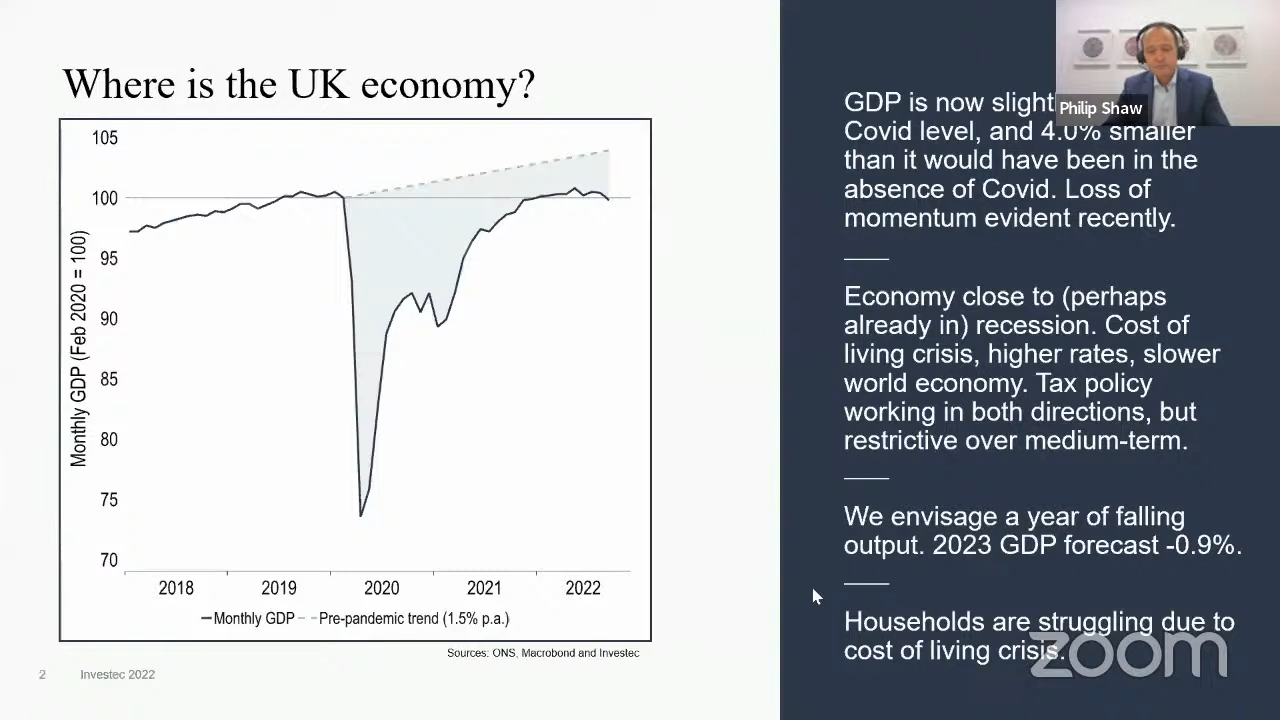 Where is the UK economy?
105
100
95
90
85
80
75
70
Monthly GDP (Feb 2020 = 100)
2018 2019 2020 2021 2022
Monthly GDP Pre-pandemic trend (1.5% p.a.)
Sources: ONS, Macrobond and Investec
2 Investec 2022
Philip Shaw
GDP is now
Covid level, and 4.0% smaller
than it would have been in the
absence of Covid. Loss of
momentum evident recently.
Economy close to (perhaps
already in) recession. Cost of
living crisis, higher rates, slower
world economy. Tax policy
working in both directions, but
restrictive over medium-term.
We envisage a year of falling
output. 2023 GDP forecast -0.9%.
Households are struggling due to
cost of living crisis.
zoom